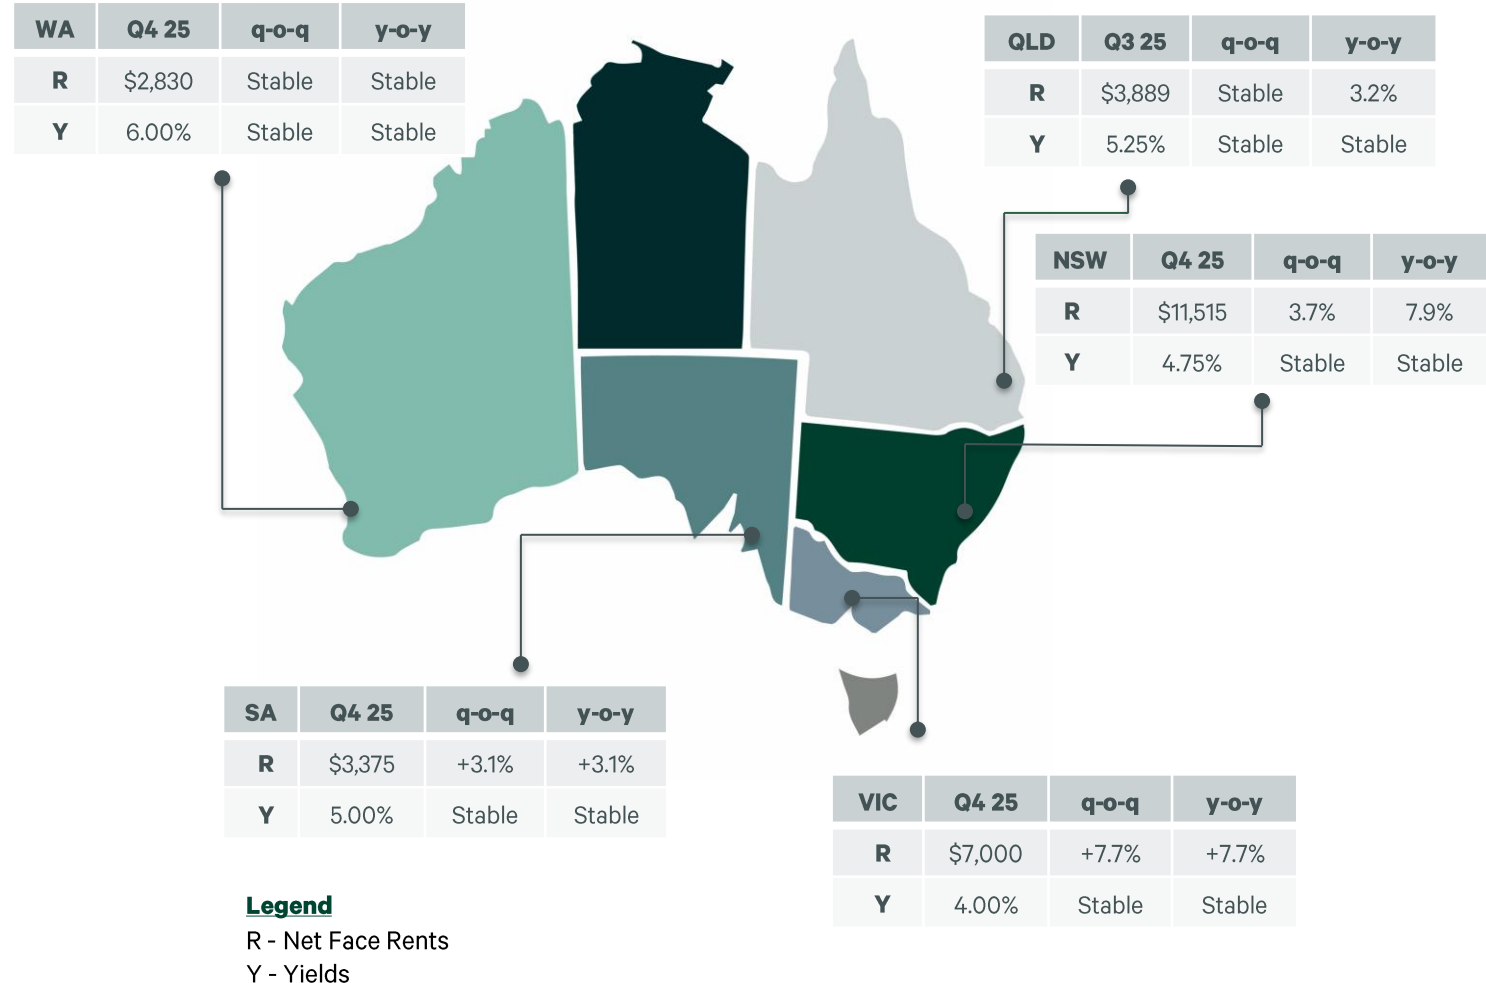 WA Q4 25 q-o-q y-o-y
R $2,830 Stable Stable
Y 6.00% Stable Stable
QLD Q3 25 q-o-q y-o-y
R $3,889 Stable 3.2%
Y 5.25% Stable Stable
NSW Q4 25 q-o-q y-o-y
R $11,515 3.7% 7.9%
Y 4.75% Stable Stable
SA Q4 25 q-o-q y-o-y
R $3,375 +3.1% +3.1%
Y 5.00% Stable Stable
VIC Q4 25 q-o-q y-o-y
R $7,000 +7.7% +7.7%
Y 4.00% Stable Stable
Legend
R - Net Face Rents
Y - Yields